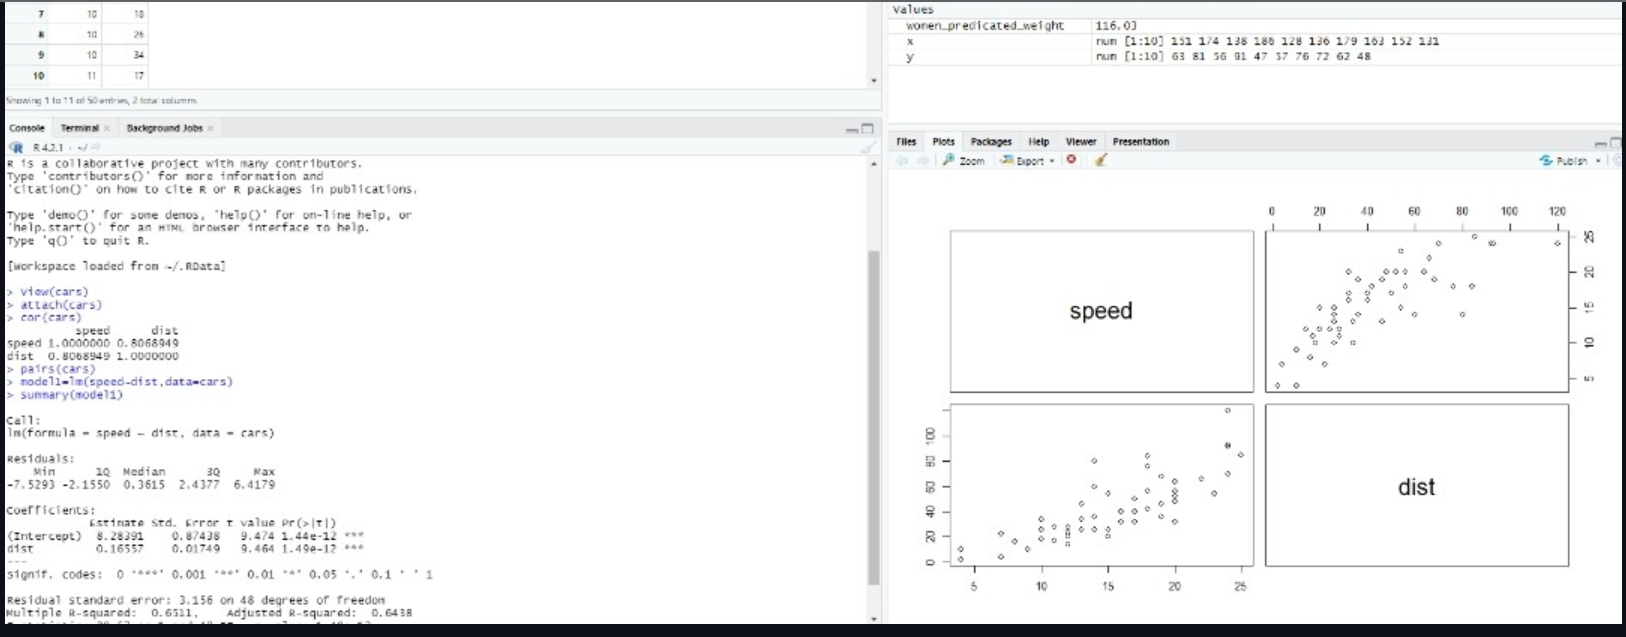 7 10 18
8 10 26
9 10 34
10 11 17
Showing 1 to 11 of 50 entries, 2 total columns
Console Terminal × Background Jobs ×
R 4.2.1 · ~/
R is a collaborative project with many contributors.
Type 'contributors()' for more information and
'citation()' on how to cite R or R packages in publications.
Type 'demo()' for some demos, 'help()' for on-line help, or
'help.start()' for an HTML browser interface to help.
Type 'q()' to quit R.
[Workspace loaded from ~/.RData]
> View(cars)
> attach(cars)
> cor(cars)
speed dist
speed 1.0000000 0.8068949
dist 0.8068949 1.0000000
> pairs(cars)
> model1=lm(speed~dist,data=cars)
> summary(model1)
Call:
lm(formula = speed ~ dist, data = cars)
Residuals:
Min 1Q Median 3Q Max
-7.5293 -2.1550 0.3615 2.4377 6.4179
Coefficients:
Estimate Std. Error t value Pr(>|t|)
(Intercept) 8.28391 0.87438 9.474 1.44e-12 ***
dist 0.16557 0.01749 9.464 1.49e-12 ***
---
Signif. codes: 0 '***' 0.001 '**' 0.01 '*' 0.05 '.' 0.1 ' ' 1
Residual standard error: 3.156 on 48 degrees of freedom
Multiple R-squared: 0.6511, Adjusted R-squared: 0.6438
Values
women_predicated_weight 116.03
x num [1:10] 151 174 138 186 128 136 179 163 152 131
y num [1:10] 63 81 56 91 47 57 76 72 62 48
Files Plots Packages Help Viewer Presentation
Zoom Export Publish
0 20 40 60 80 100 120
speed
5 10 15 20 25
0 20 40 60 80 100
dist
5 10 15 20 25